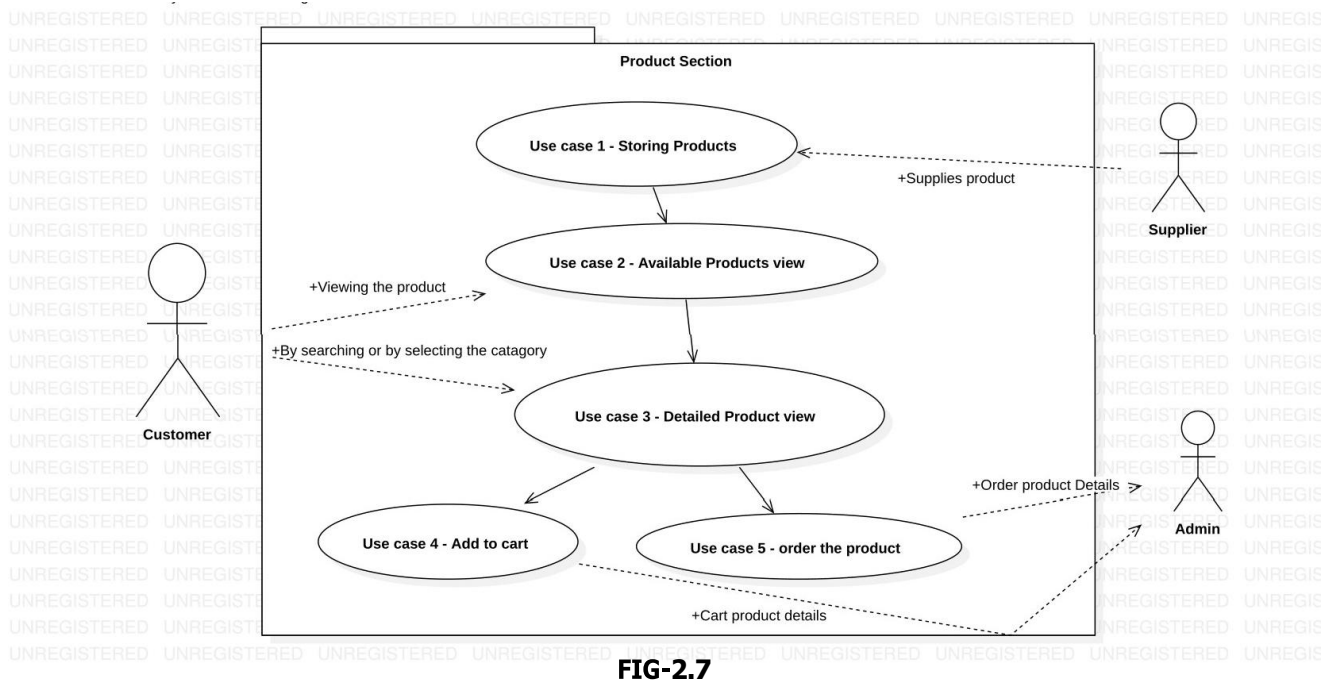 Product Section
Use case 1 - Storing Products
+Supplies product
Supplier
Use case 2 - Available Products view
+Viewing the product
+By searching or by selecting the catagory
Use case 3 - Detailed Product view
Customer
+Order product Details
Admin
Use case 4 - Add to cart
Use case 5 - order the product
+Cart product details
UNREGISTERED
FIG-2.7